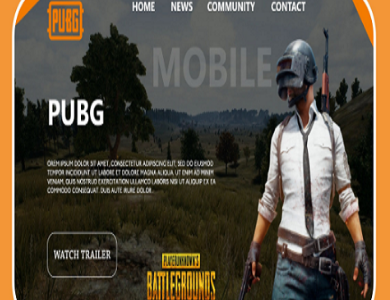 PUBG
HOME NEWS COMMUNITY CONTACT
MOBILE
PUBG
LOREM IPSUM DOLOR SIT AMET, CONSECTETUR ADIPISCING ELIT, SED DO EIUSMOD
TEMPOR INCIDIDUNT UT LABORE ET DOLORE MAGNA ALIQUA. UT ENIM AD MINIM
VENIAM, QUIS NOSTRUD EXERCITATION ULLAMCO LABORIS NISI UT ALIQUIP EX EA
COMMODO CONSEQUAT. DUIS AUTE IRURE DOLOR.
WATCH TRAILER
PLAYERUNKNOWN'S
BATTLEGROUNDS